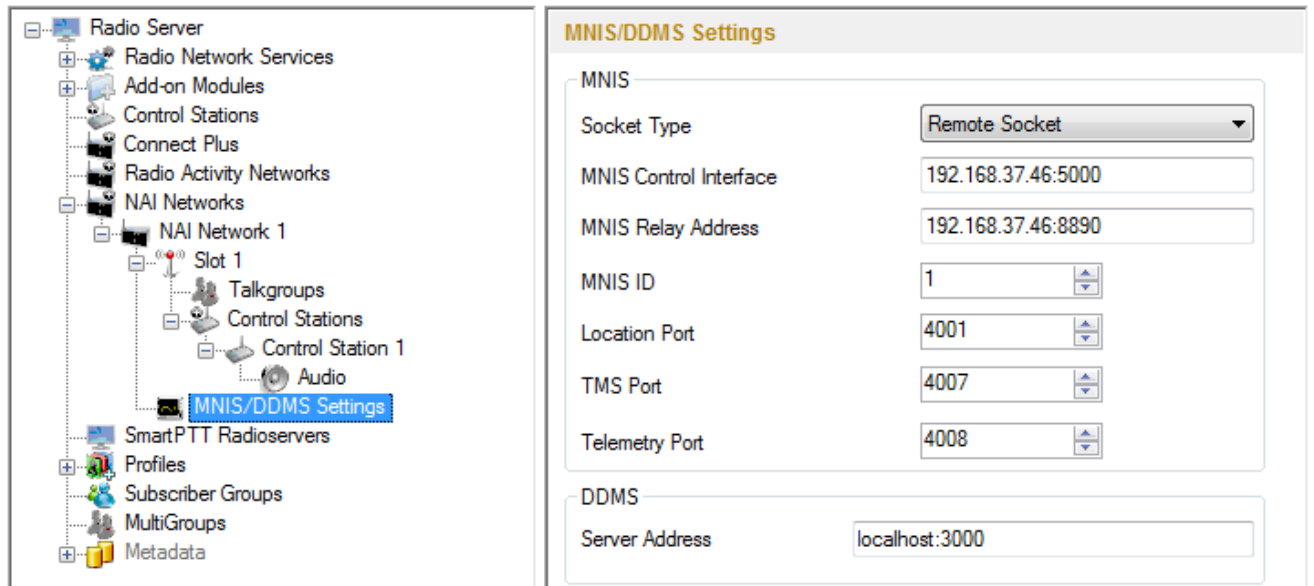 Radio Server
Radio Network Services
Add-on Modules
Control Stations
Connect Plus
Radio Activity Networks
NAI Networks
NAI Network 1
Slot 1
Talkgroups
Control Stations
Control Station 1
Audio
MNIS/DDMS Settings
SmartPTT Radioservers
Profiles
Subscriber Groups
MultiGroups
Metadata
MNIS/DDMS Settings
MNIS
Socket Type Remote Socket
MNIS Control Interface 192.168.37.46:5000
MNIS Relay Address 192.168.37.46:8890
MNIS ID 1
Location Port 4001
TMS Port 4007
Telemetry Port 4008
DDMS
Server Address localhost:3000